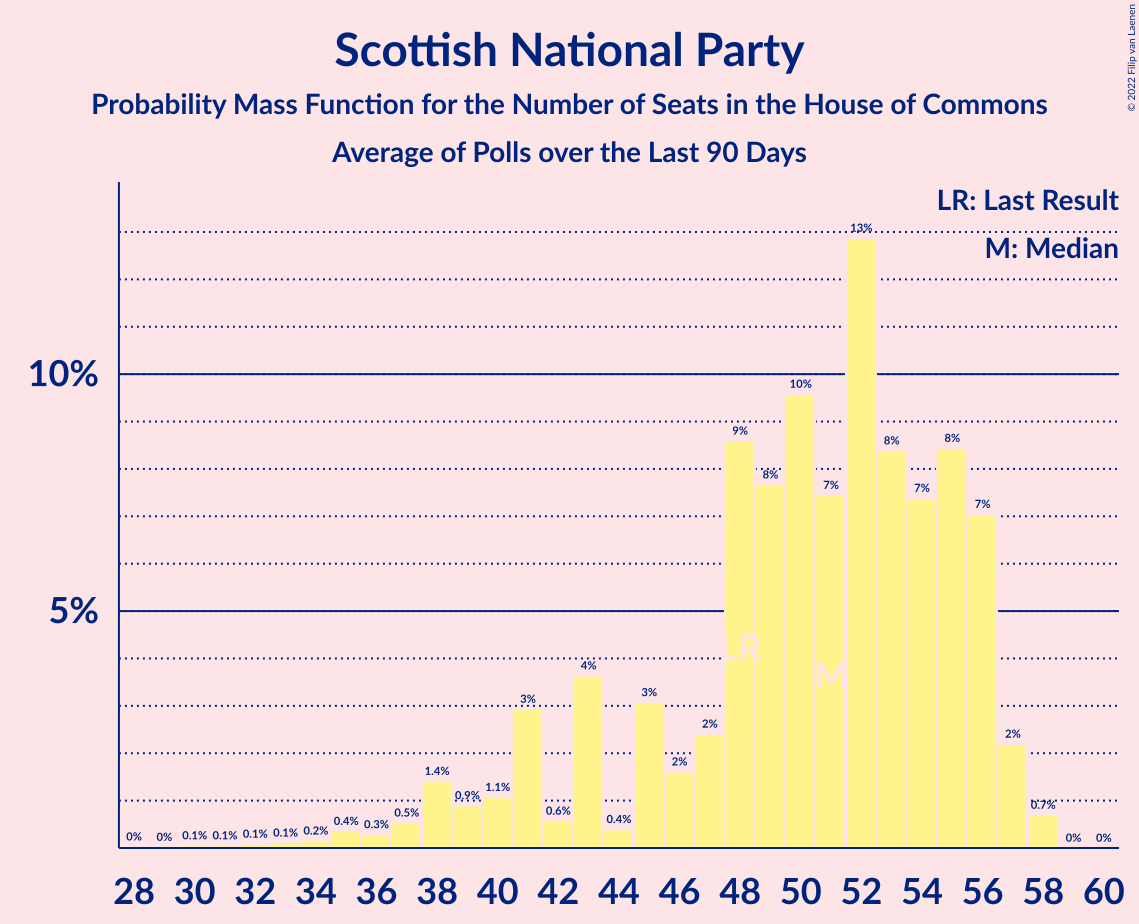 © 2022 Filip van Laenen
Scottish National Party
Probability Mass Function for the Number of Seats in the House of Commons
Average of Polls over the Last 90 Days
LR: Last Result
M: Median
10%
5%
0% 0% 0.1% 0.1% 0.1% 0.1% 0.2% 0.4% 0.3% 0.5% 1.4% 0.9% 1.1% 3% 0.6% 4% 0.4% 3% 2% 2% 9% 8% 10% 7% 13% 8% 7% 8% 7% 2% 0.7% 0% 0%
LR
M
28 30 32 34 36 38 40 42 44 46 48 50 52 54 56 58 60